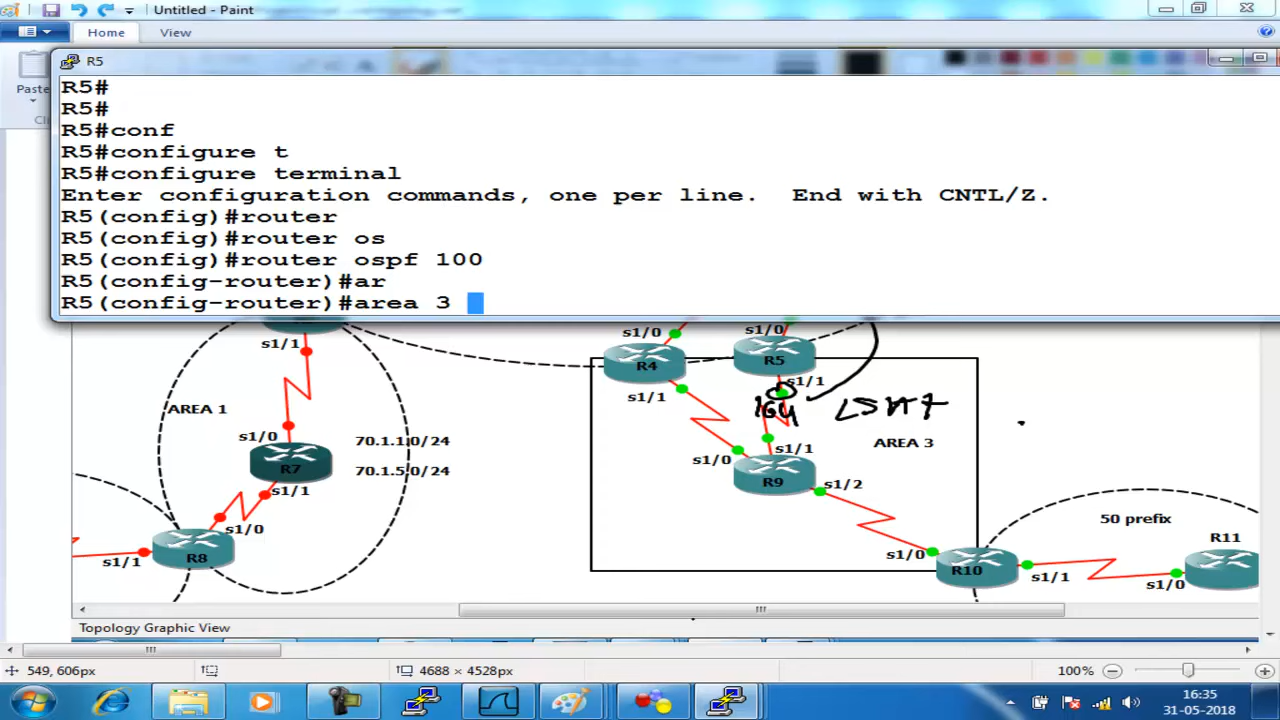 Untitled - Paint
Home
View
Paste
R5
R5#
R5#
R5#conf
R5#configure t
R5#configure terminal
Enter configuration commands, one per line.  End with CNTL/Z.
R5(config)#router
R5(config)#router os
R5(config)#router ospf 100
R5(config-router)#ar
R5(config-router)#area 3
s1/0
s1/0
s1/1
R4
R5
s1/1
s1/1
AREA 1
164
LSA7
s1/0
70.1.1.0/24
AREA 3
s1/1
s1/0
R7
70.1.5.0/24
R9
s1/2
s1/1
50 prefix
s1/0
R11
R8
s1/0
s1/1
R10
s1/1
s1/0
Topology Graphic View
549, 606px
4688 × 4528px
100%
16:35
31-05-2018